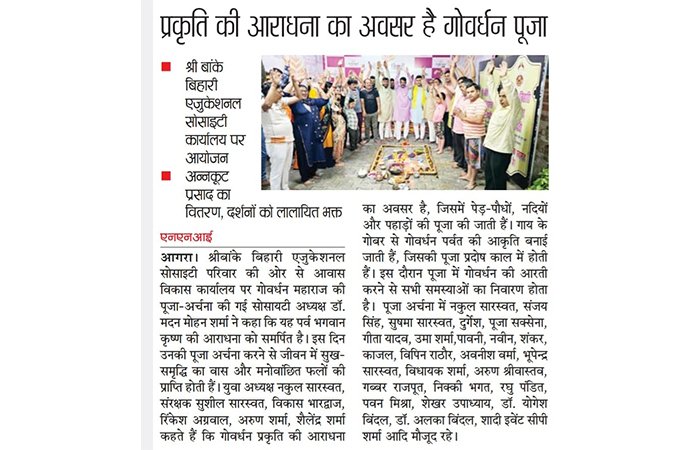 प्रकृति की आराधना का अवसर है गोवर्धन पूजा
श्री बांके
बिहारी
एजुकेशनल
सोसाइटी
कार्यालय पर
आयोजन
अन्नकूट
प्रसाद का
वितरण, दर्शनों को लालायित भक्त
एनएनआई
आगरा। श्रीबांके बिहारी एजुकेशनल
सोसाइटी परिवार की ओर से आवास
विकास कार्यालय पर गोवर्धन महाराज की
पूजा-अर्चना की गई सोसायटी अध्यक्ष डॉ.
मदन मोहन शर्मा ने कहा कि यह पर्व भगवान
कृष्ण की आराधना को समर्पित है। इस दिन
उनकी पूजा अर्चना करने से जीवन में सुख-
समृद्धि का वास और मनोवांछित फलों की
प्राप्ति होती हैं। युवा अध्यक्ष नकुल सारस्वत,
संरक्षक सुशील सारस्वत, विकास भारद्वाज,
रिंकेश अग्रवाल, अरुण शर्मा, शैलेंद्र शर्मा
कहते हैं कि गोवर्धन प्रकृति की आराधना
का अवसर है, जिसमें पेड़-पौधों, नदियों
और पहाड़ों की पूजा की जाती हैं। गाय के
गोबर से गोवर्धन पर्वत की आकृति बनाई
जाती हैं, जिसकी पूजा प्रदोष काल में होती
हैं। इस दौरान पूजा में गोवर्धन की आरती
करने से सभी समस्याओं का निवारण होता
है। पूजा अर्चना में नकुल सारस्वत, संजय
सिंह, सुषमा सारस्वत, दुर्गेश, पूजा सक्सेना,
गीता यादव, उमा शर्मा,पावनी, नवीन, शंकर,
काजल, विपिन राठौर, अवनीश वर्मा, भूपेन्द्र
सारस्वत, विधायक शर्मा, अरुण श्रीवास्तव,
गब्बर राजपूत, निक्की भगत, रघु पंडित,
पवन मिश्रा, शेखर उपाध्याय, डॉ. योगेश
बिंदल, डॉ. अलका बिंदल, शादी इवेंट सीपी
शर्मा आदि मौजूद रहे।